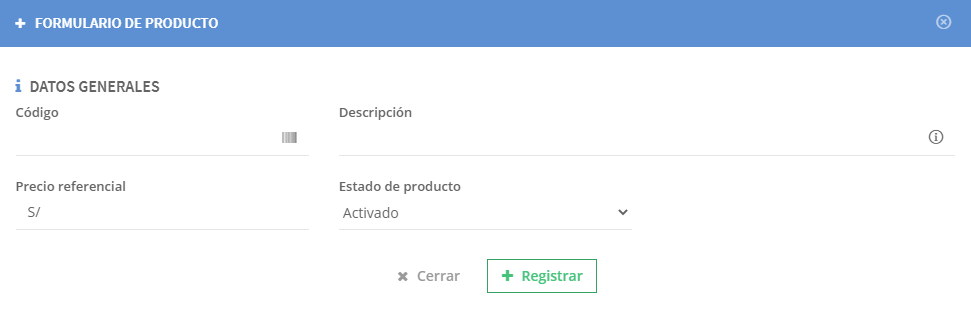 FORMULARIO DE PRODUCTO
DATOS GENERALES
Código
Descripción
Precio referencial
Estado de producto
S/
Activado
Cerrar
Registrar